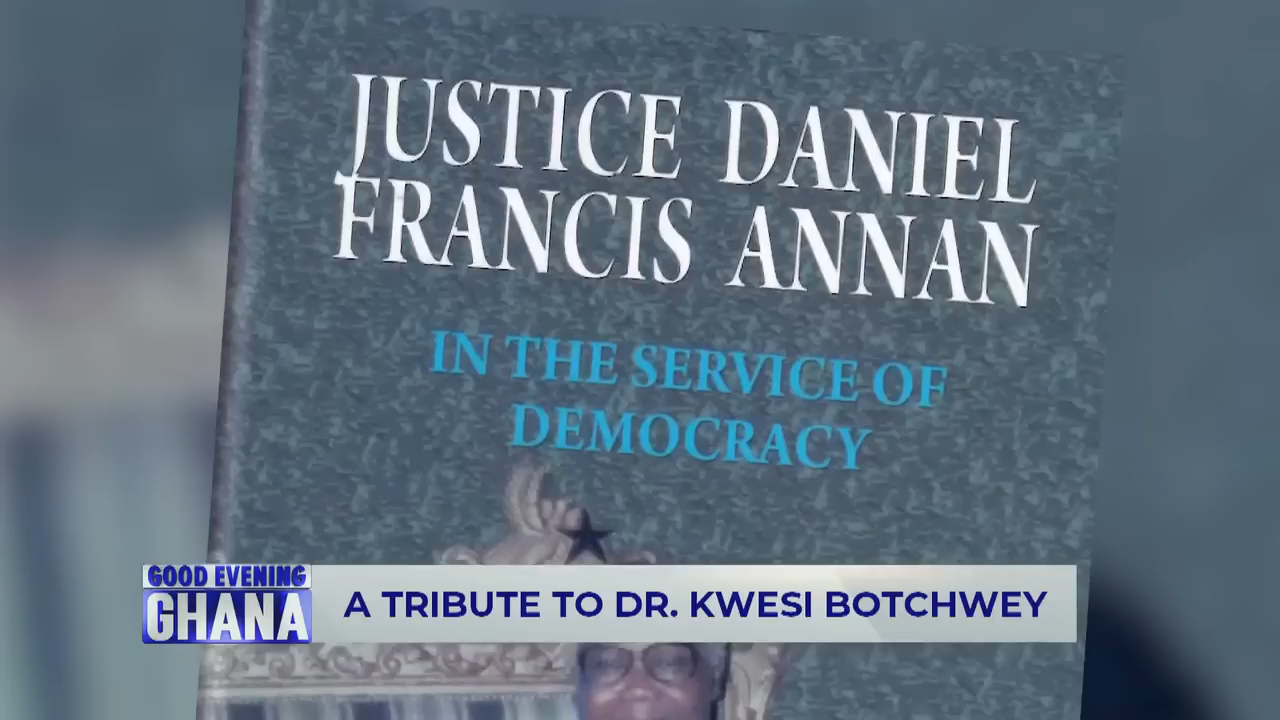 JUSTICE DANIEL
FRANCIS ANNAN
IN THE SERVICE OF
DEMOCRACY
GOOD EVENING
GHANA
A TRIBUTE TO DR. KWESI BOTCHWEY